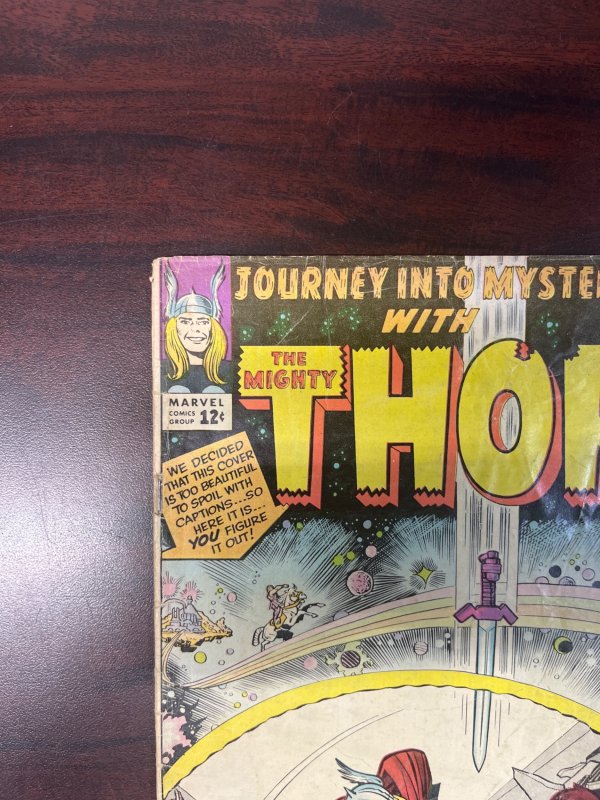 JOURNEY INTO MYSTE
WITH
THE
MIGHTY
THO
MARVEL
COMICS
GROUP 12¢
WE DECIDED
THAT THIS COVER
IS TOO BEAUTIFUL
TO SPOIL WITH
CAPTIONS...SO
HERE IT IS...
YOU FIGURE
IT OUT!